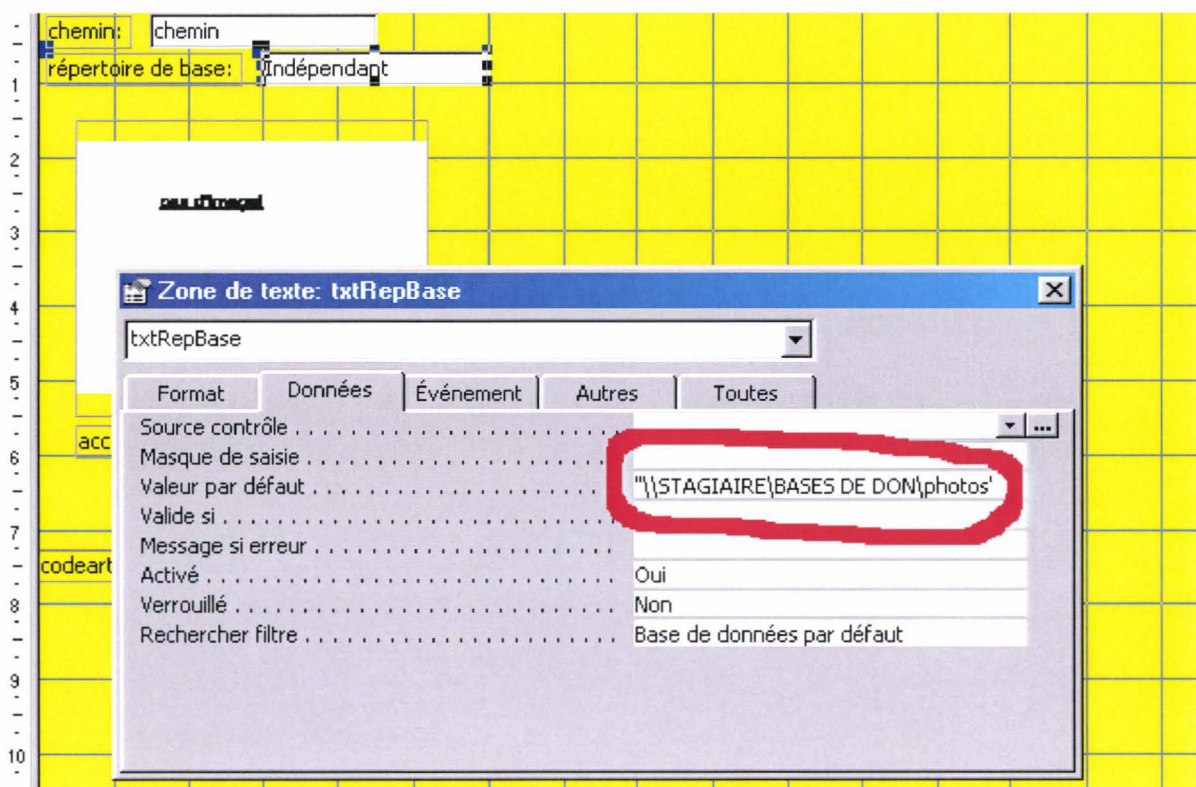 chemin: chemin
répertoire de base: Indépendant
1
2
pas d'image!
3
4
5
acc
6
7
codeart
8
9
10
Zone de texte: txtRepBase
txtRepBase
Format Données Événement Autres Toutes
Source contrôle
Masque de saisie
Valeur par défaut "\\STAGIAIRE\BASES DE DON\photos'
Valide si
Message si erreur
Activé Oui
Verrouillé Non
Rechercher filtre Base de données par défaut